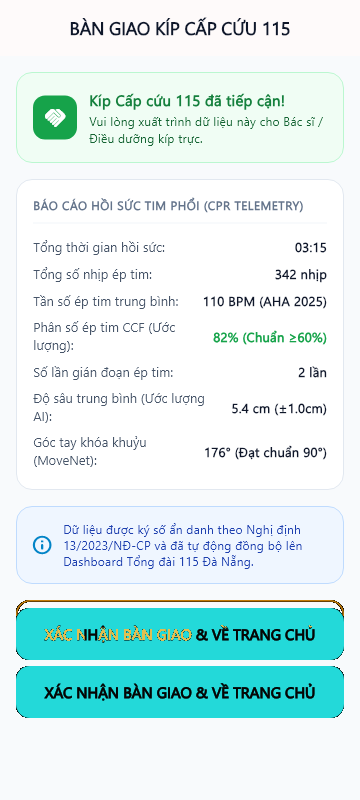 BÀN GIAO KÍP CẤP CỨU 115
Kíp Cấp cứu 115 đã tiếp cận!
Vui lòng xuất trình dữ liệu này cho Bác sĩ /
Điều dưỡng kíp trực.
BÁO CÁO HỒI SỨC TIM PHỔI (CPR TELEMETRY)
Tổng thời gian hồi sức: 03:15
Tổng số nhịp ép tim: 342 nhịp
Tần số ép tim trung bình: 110 BPM (AHA 2025)
Phân số ép tim CCF (Ước
lượng): 82% (Chuẩn ≥60%)
Số lần gián đoạn ép tim: 2 lần
Độ sâu trung bình (Ước lượng
AI): 5.4 cm (±1.0cm)
Góc tay khóa khuỷu
(MoveNet): 176° (Đạt chuẩn 90°)
Dữ liệu được ký số ẩn danh theo Nghị định
13/2023/NĐ-CP và đã tự động đồng bộ lên
Dashboard Tổng đài 115 Đà Nẵng.
XÁC NHẬN BÀN GIAO & VỀ TRANG CHỦ
XÁC NHẬN BÀN GIAO & VỀ TRANG CHỦ